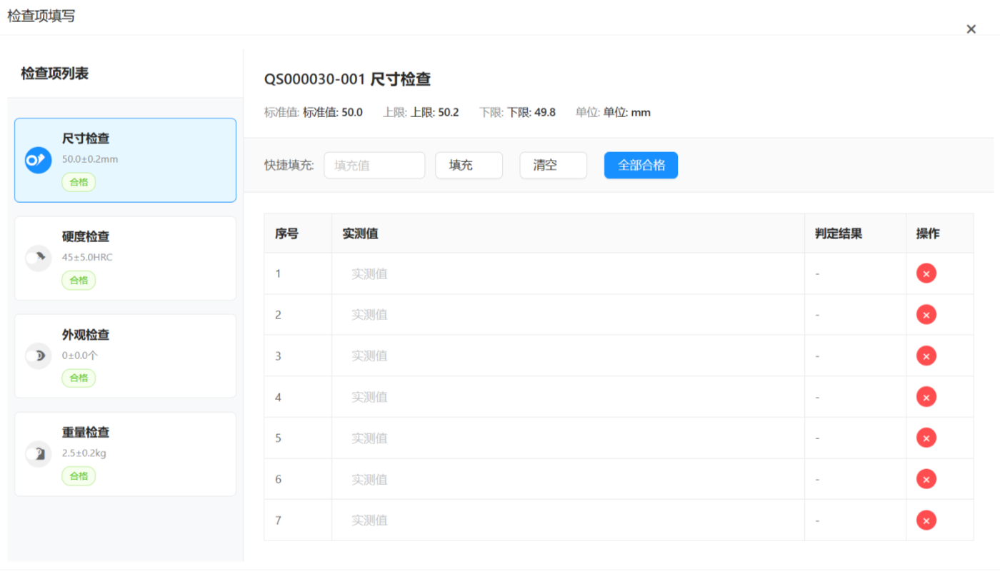 检查项填写
×
检查项列表
尺寸检查
50.0±0.2mm
合格
硬度检查
45±5.0HRC
合格
外观检查
0±0.0个
合格
重量检查
2.5±0.2kg
合格
QS000030-001 尺寸检查
标准值: 标准值: 50.0 上限: 上限: 50.2 下限: 下限: 49.8 单位: 单位: mm
快捷填充: 填充值 填充 清空 全部合格
序号 实测值 判定结果 操作
1 实测值 -
2 实测值 -
3 实测值 -
4 实测值 -
5 实测值 -
6 实测值 -
7 实测值 -